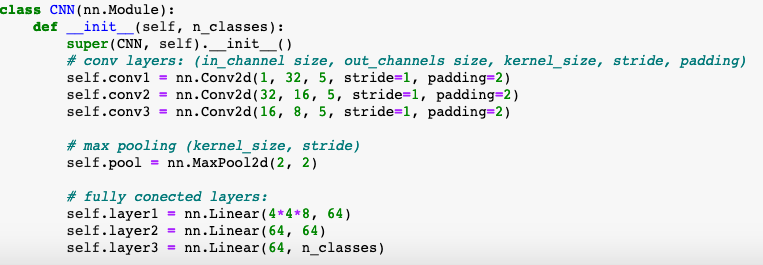 class CNN(nn.Module):
    def __init__(self, n_classes):
        super(CNN, self).__init__()
        # conv layers: (in_channel size, out_channels size, kernel_size, stride, padding)
        self.conv1 = nn.Conv2d(1, 32, 5, stride=1, padding=2)
        self.conv2 = nn.Conv2d(32, 16, 5, stride=1, padding=2)
        self.conv3 = nn.Conv2d(16, 8, 5, stride=1, padding=2)

        # max pooling (kernel_size, stride)
        self.pool = nn.MaxPool2d(2, 2)

        # fully conected layers:
        self.layer1 = nn.Linear(4*4*8, 64)
        self.layer2 = nn.Linear(64, 64)
        self.layer3 = nn.Linear(64, n_classes)